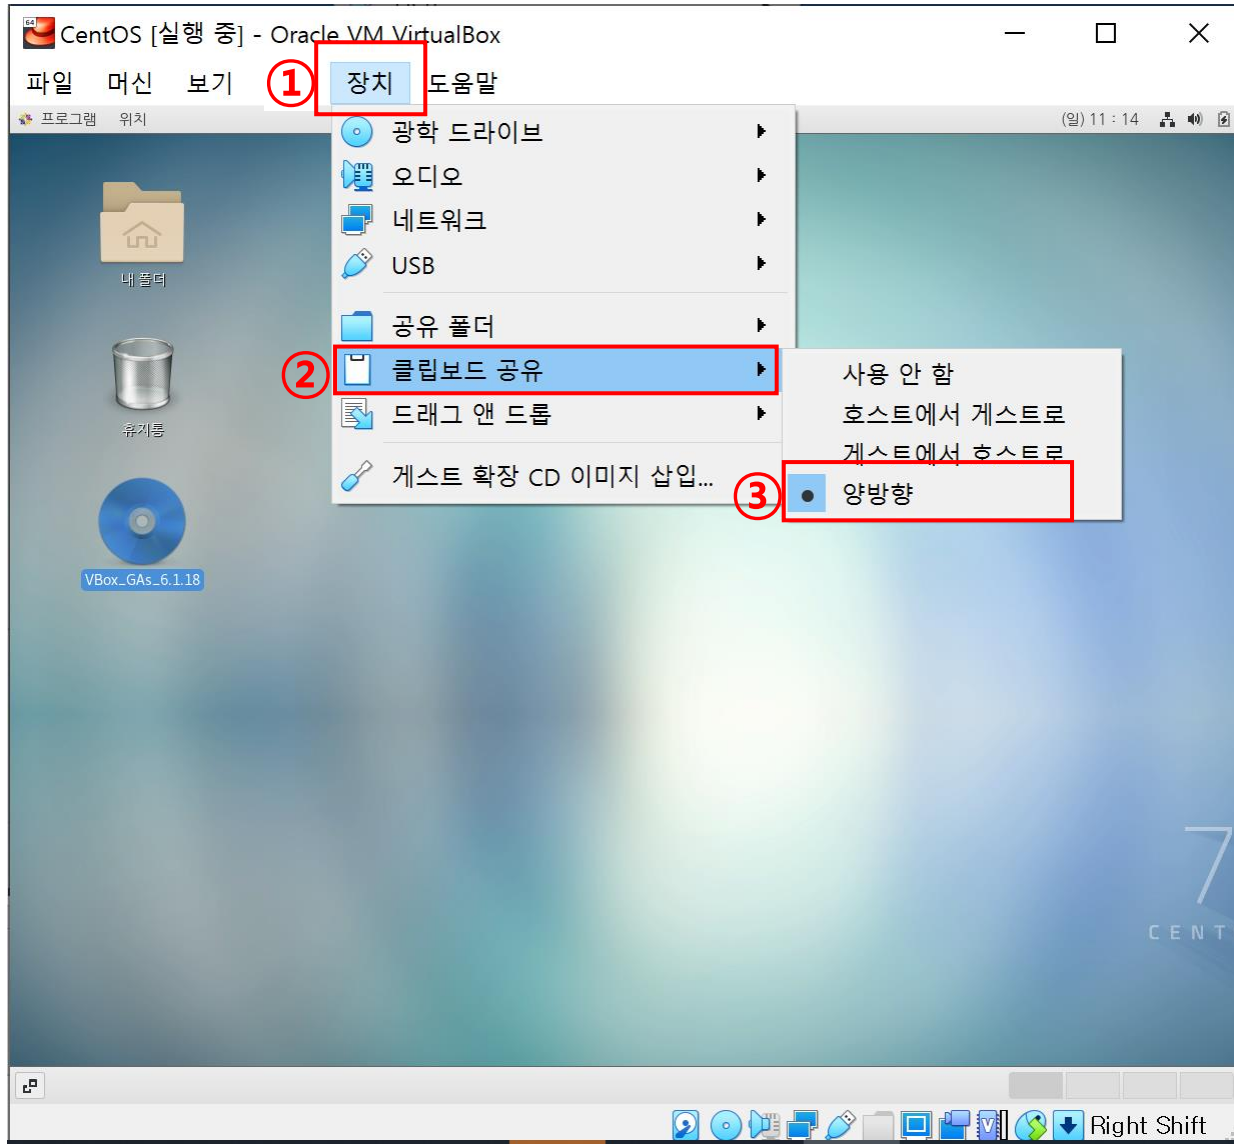 CentOS [실행 중] - Oracle VM VirtualBox
파일 머신 보기 ① 장치 도움말
프로그램 위치 (일) 11 : 14
광학 드라이브
오디오
네트워크
USB
공유 폴더
② 클립보드 공유
드래그 앤 드롭
게스트 확장 CD 이미지 삽입...
사용 안 함
호스트에서 게스트로
게스트에서 호스트로
③ 양방향
내 폴더
휴지통
VBox_GAs_6.1.18
7
CENT
Right Shift